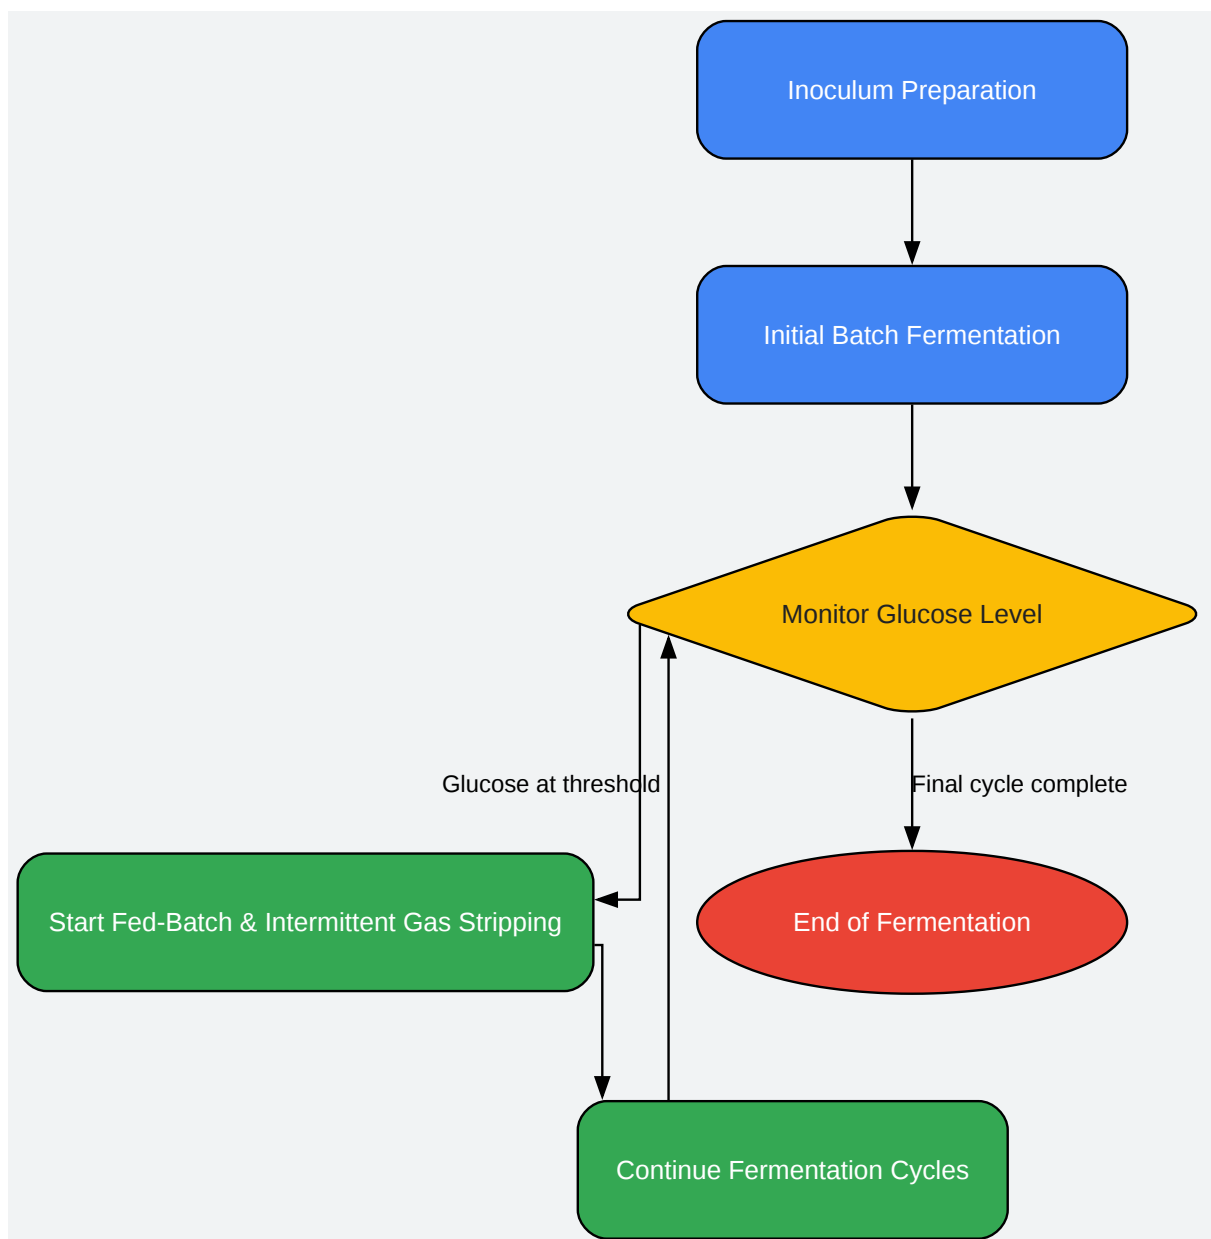 Inoculum Preparation
Initial Batch Fermentation
Monitor Glucose Level
Glucose at threshold
Final cycle complete
Start Fed-Batch & Intermittent Gas Stripping
End of Fermentation
Continue Fermentation Cycles